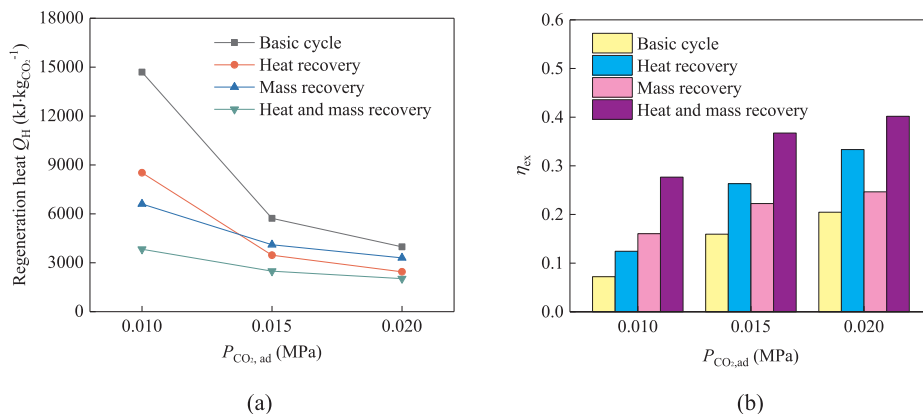 18000
15000
12000
9000
6000
3000
0
Regeneration heat Q_H (kJ·kg_CO₂⁻¹)
Basic cycle
Heat recovery
Mass recovery
Heat and mass recovery
0.010 0.015 0.020
P_CO₂, ad (MPa)
(a)
0.6
0.5
0.4
0.3
0.2
0.1
0.0
η_ex
Basic cycle
Heat recovery
Mass recovery
Heat and mass recovery
0.010 0.015 0.020
P_CO₂,ad (MPa)
(b)